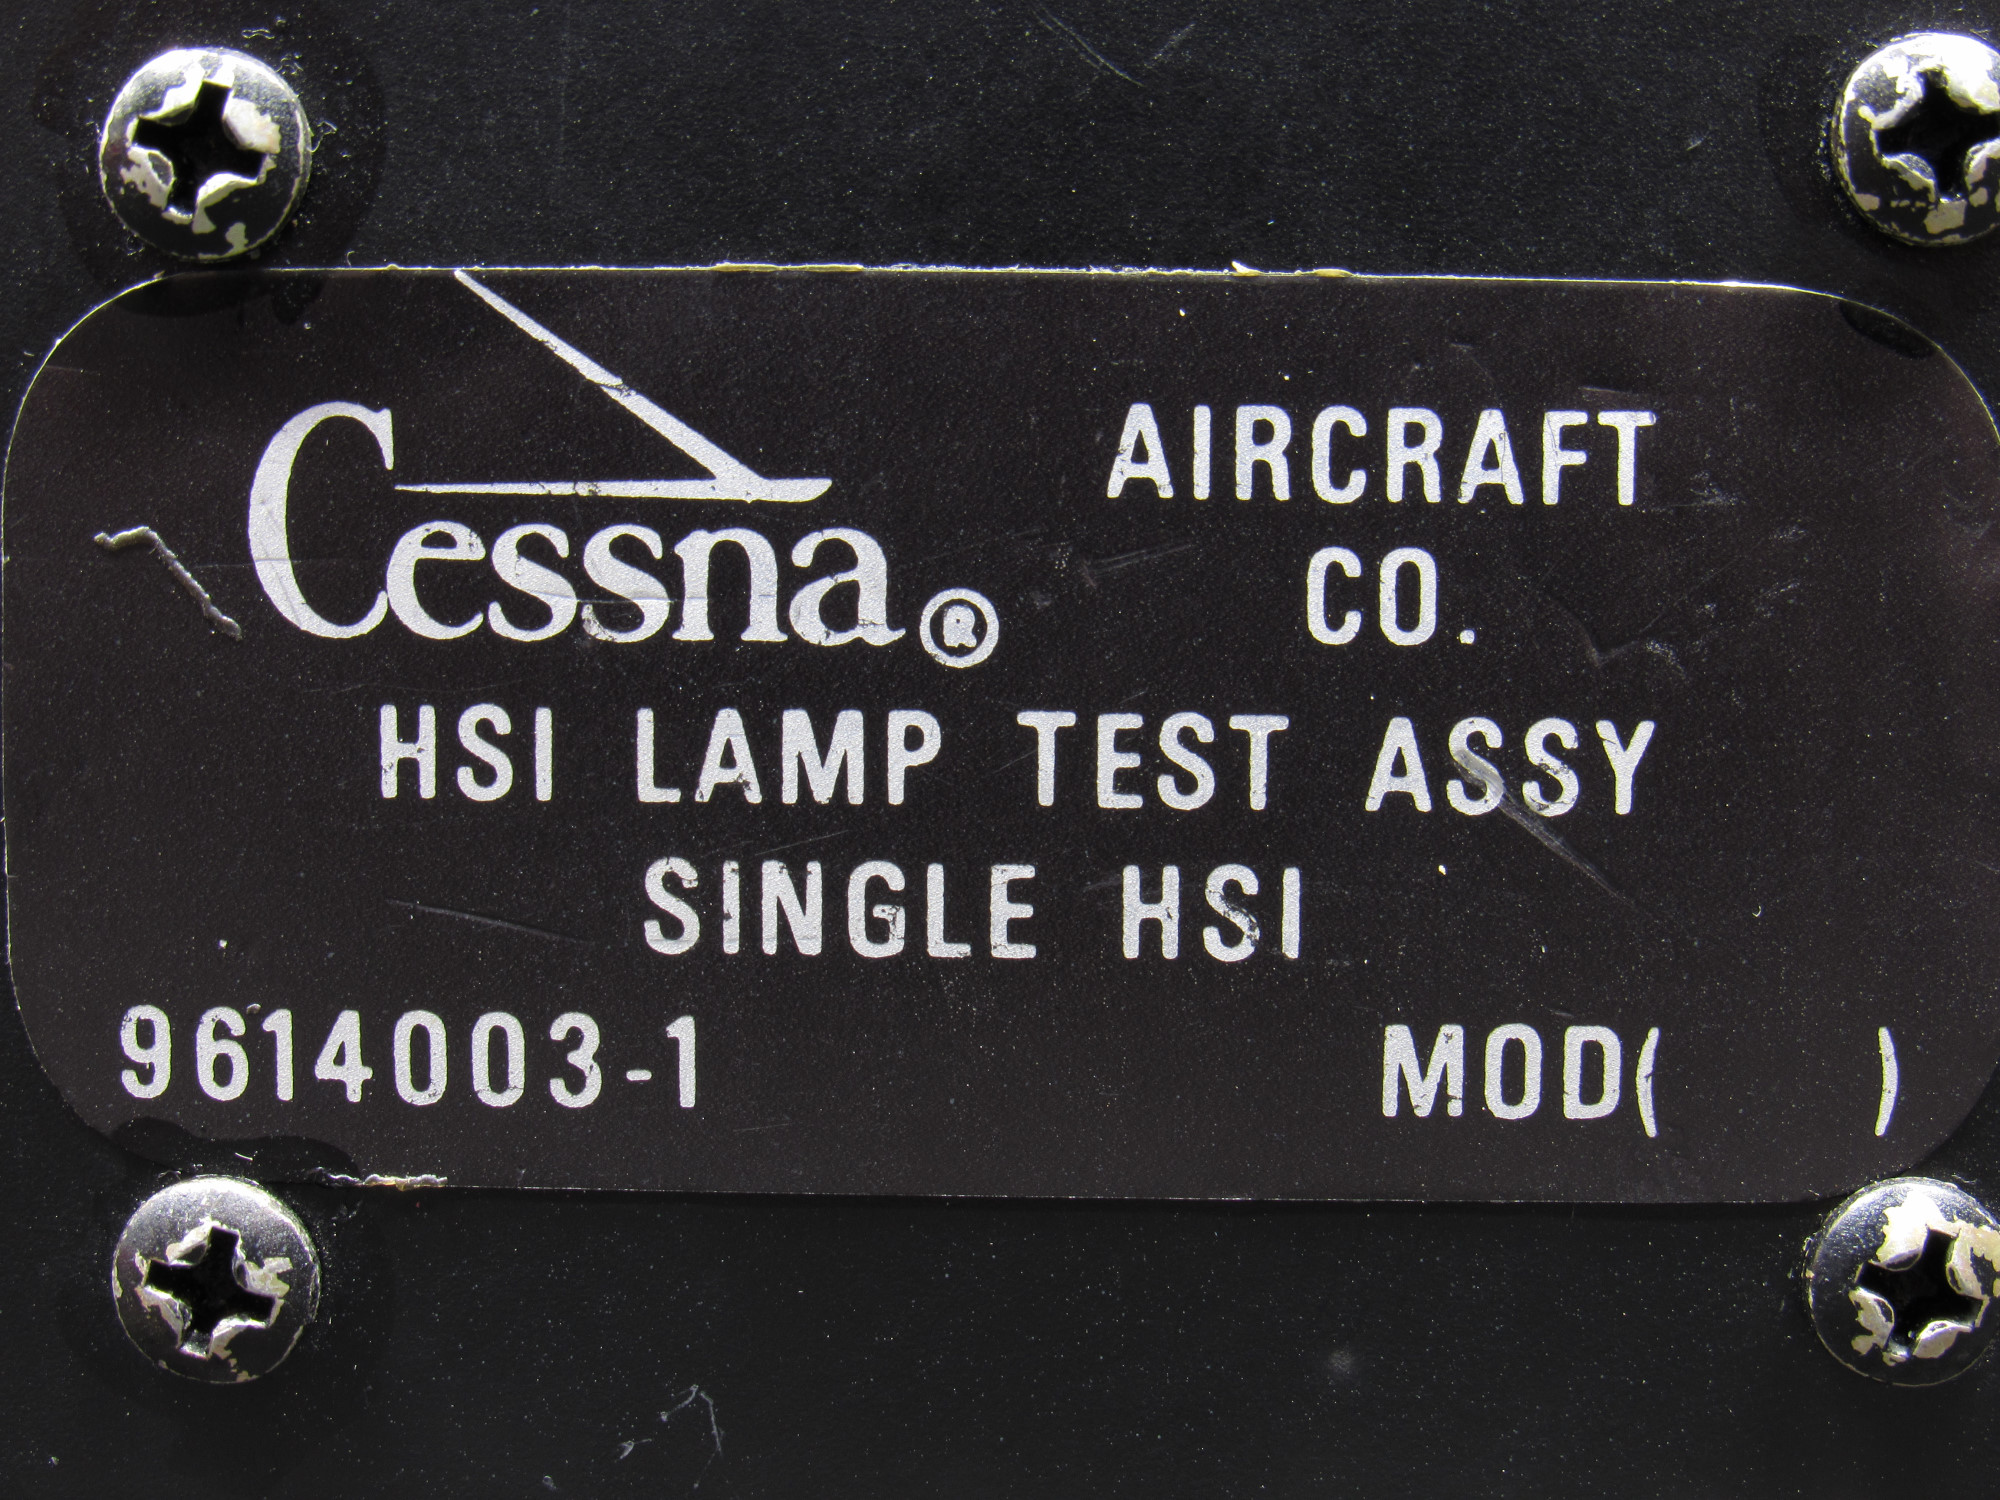 Cessna® AIRCRAFT
CO.
HSI LAMP TEST ASSY
SINGLE HSI
9614003-1 MOD( )